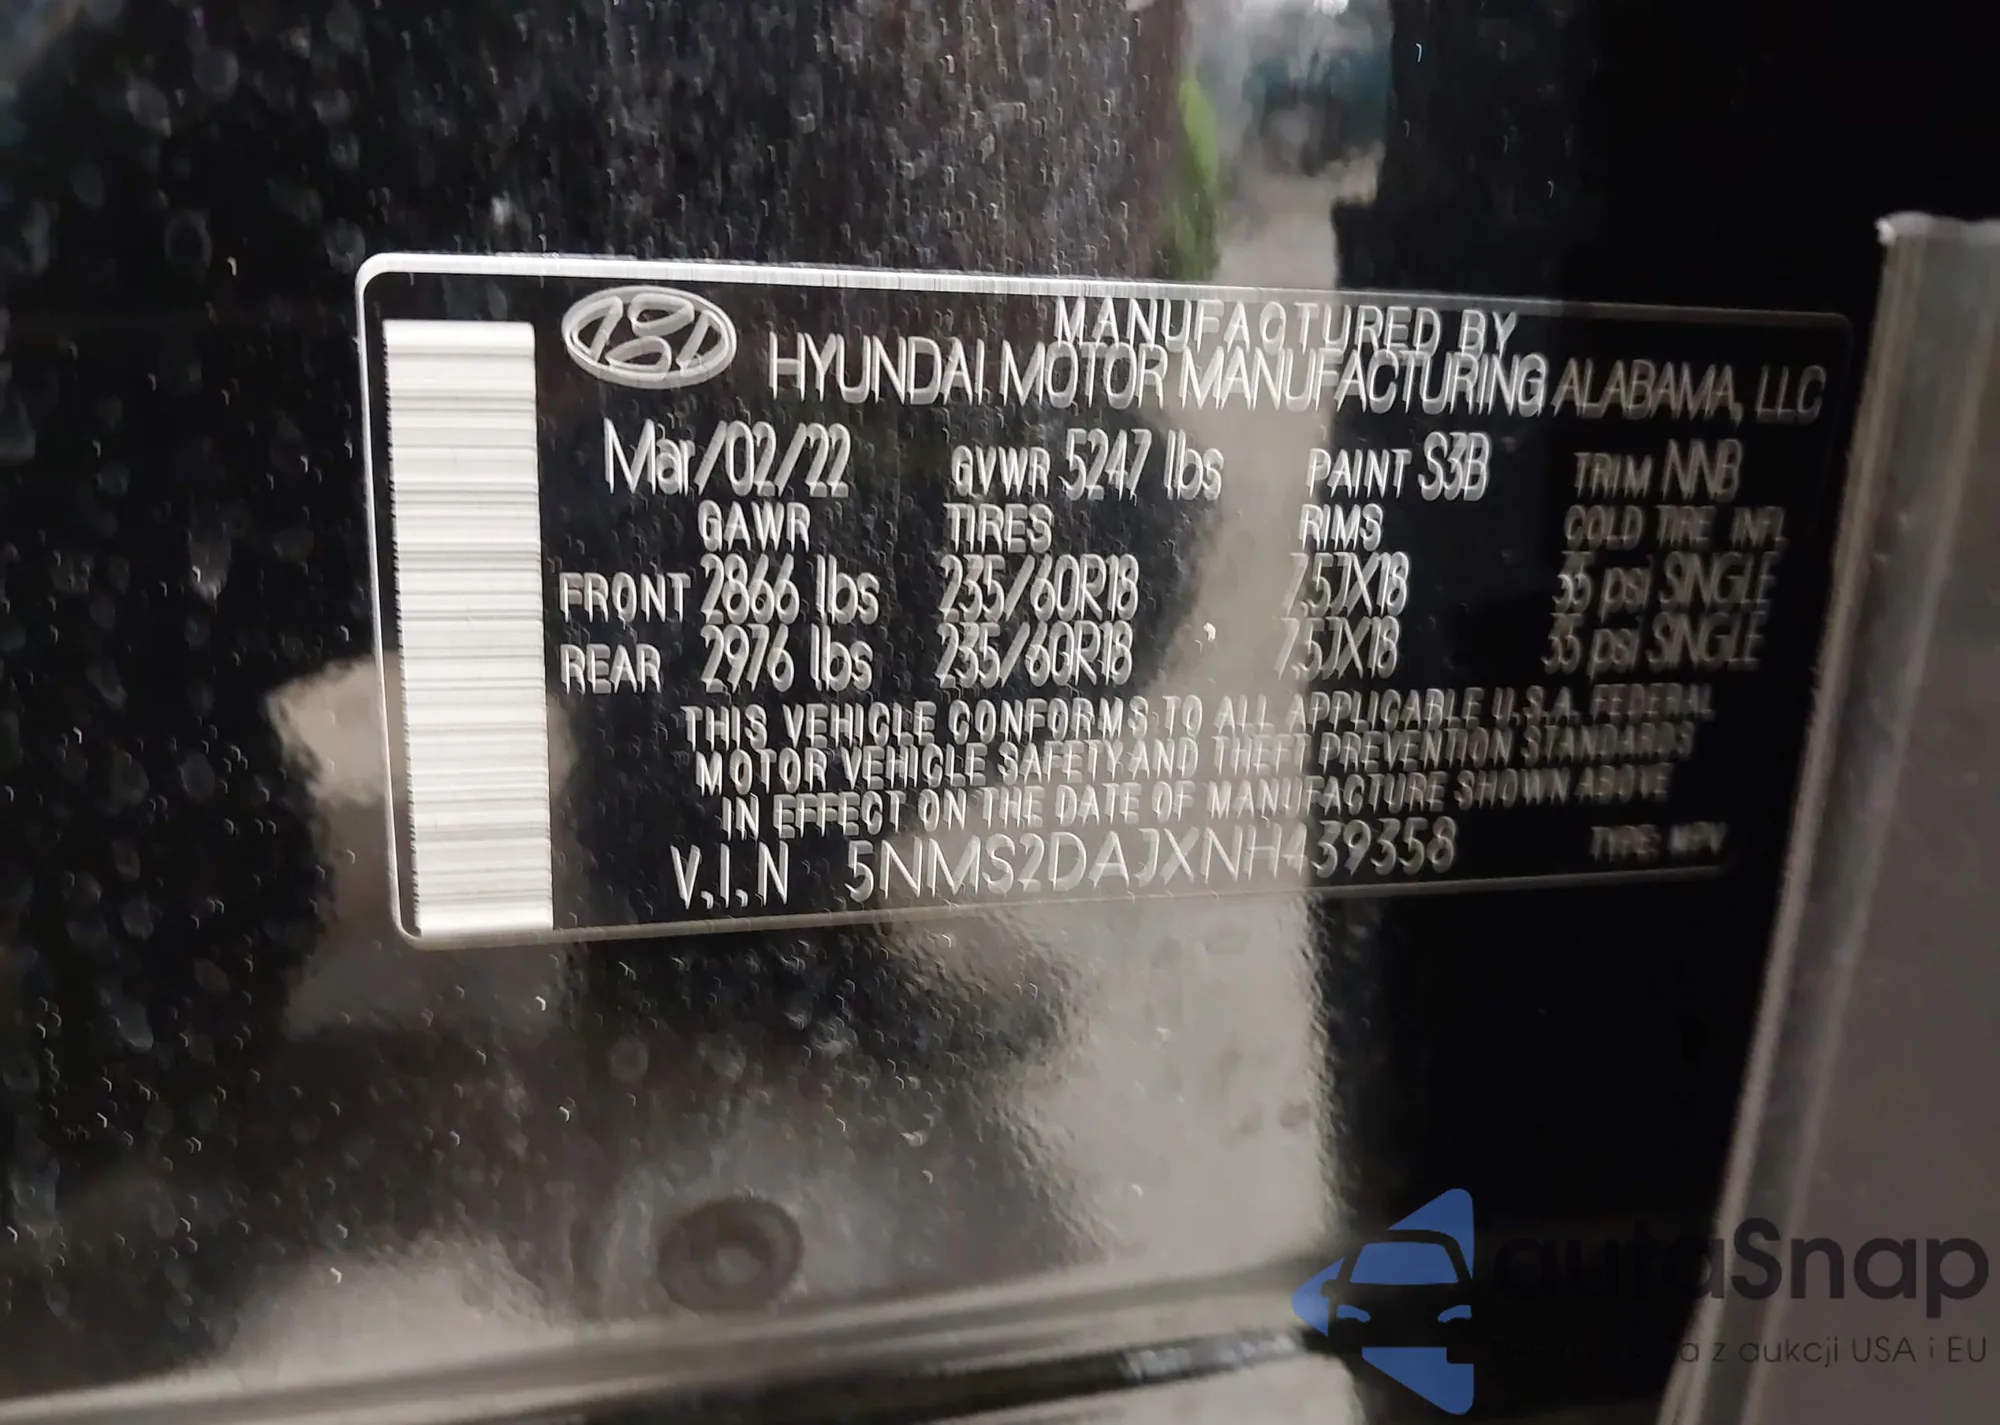 MANUFACTURED BY
HYUNDAI MOTOR MANUFACTURING ALABAMA, LLC
Mar/02/22 GVWR 5247 lbs PAINT S3B TRIM NNB
GAWR TIRES RIMS COLD TIRE INFL
FRONT 2866 lbs 235/60R18 7.5JX18 35 psi SINGLE
REAR 2976 lbs 235/60R18 7.5JX18 35 psi SINGLE
THIS VEHICLE CONFORMS TO ALL APPLICABLE U.S.A. FEDERAL
MOTOR VEHICLE SAFETY AND THEFT PREVENTION STANDARDS
IN EFFECT ON THE DATE OF MANUFACTURE SHOWN ABOVE
V.I.N 5NMS2DAJXNH439358 TYPE: MPV
autaSnap
z aukcji USA i EU